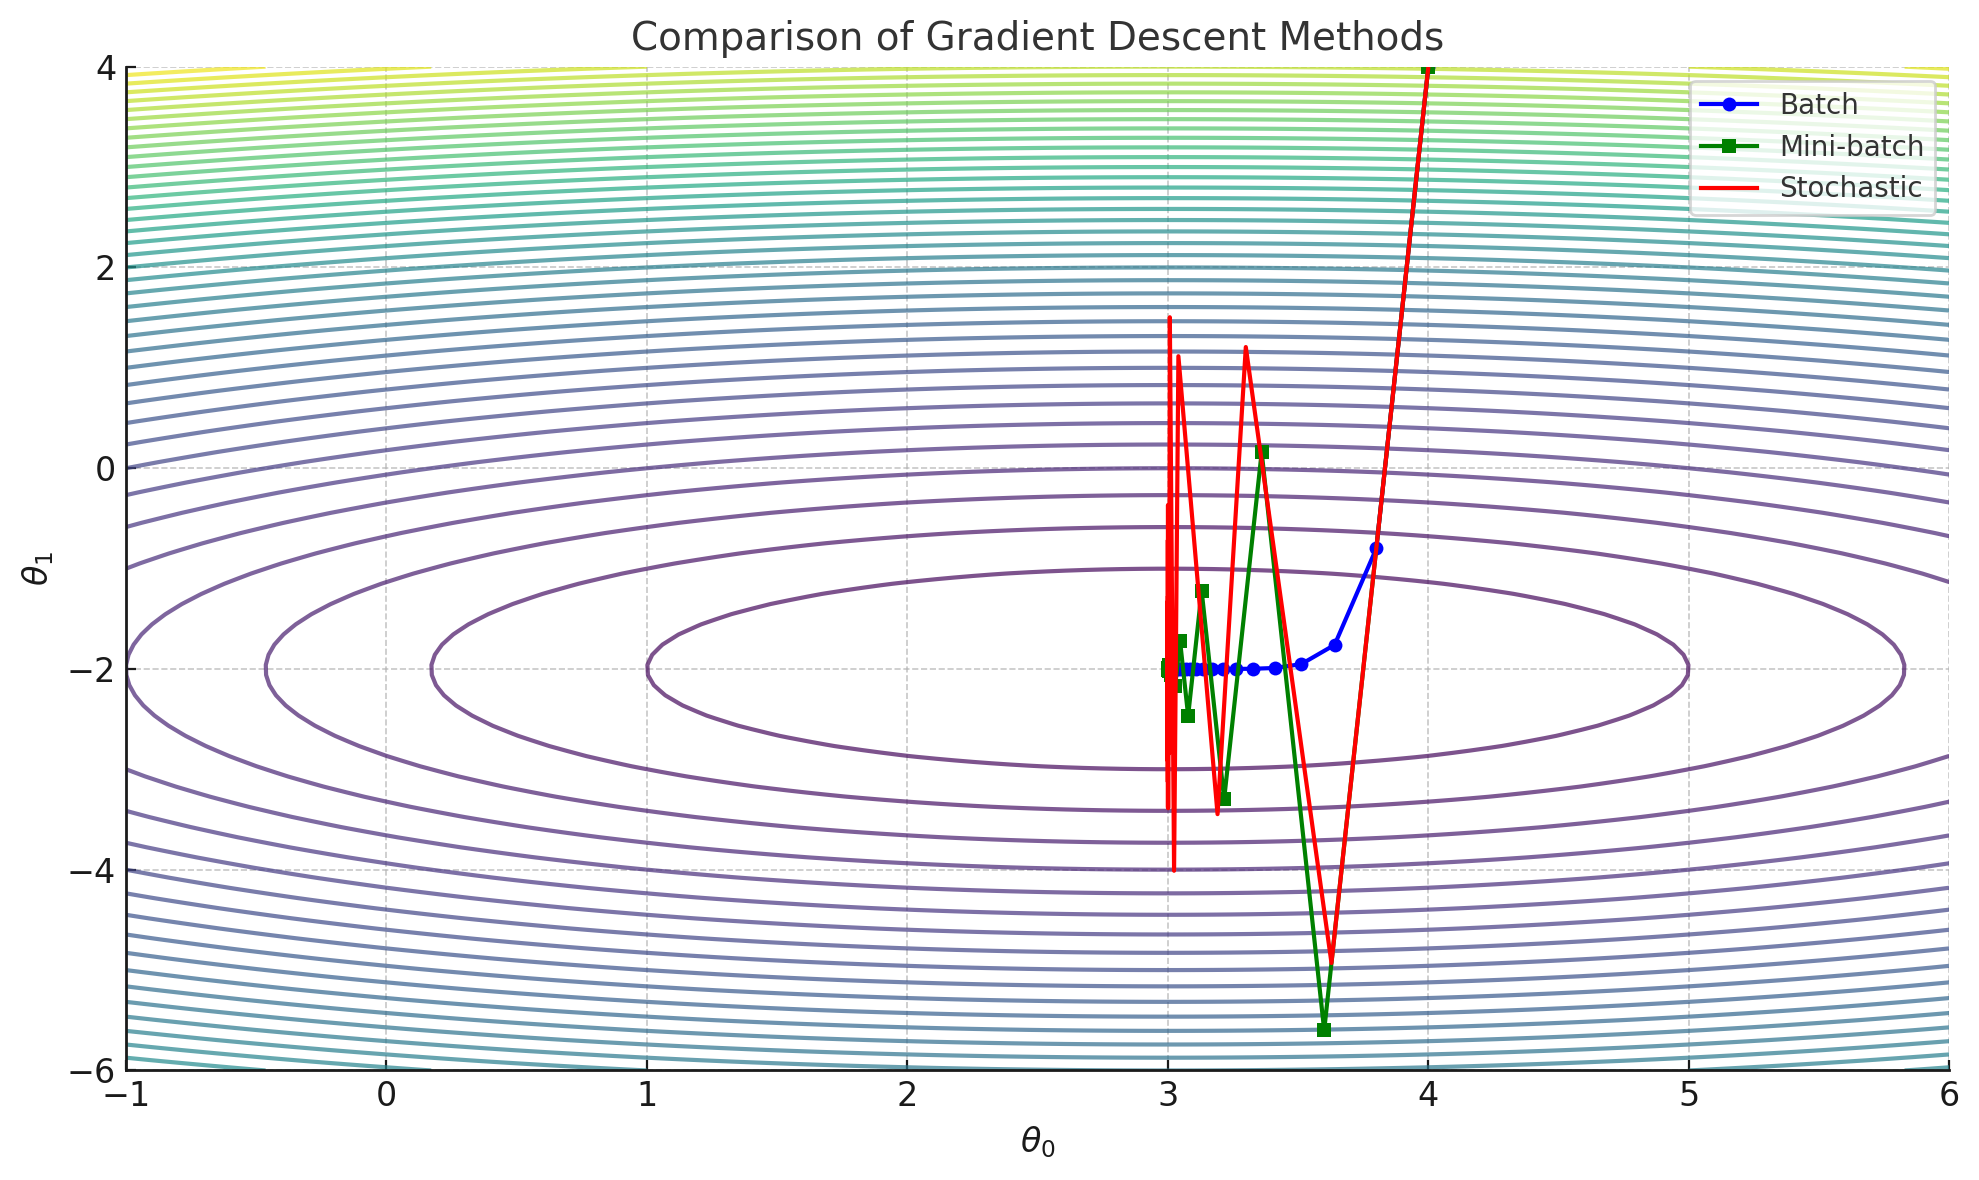 Comparison of Gradient Descent Methods
4
2
0
−2
−4
−6
θ₁
Batch
Mini-batch
Stochastic
−1 0 1 2 3 4 5 6
θ₀